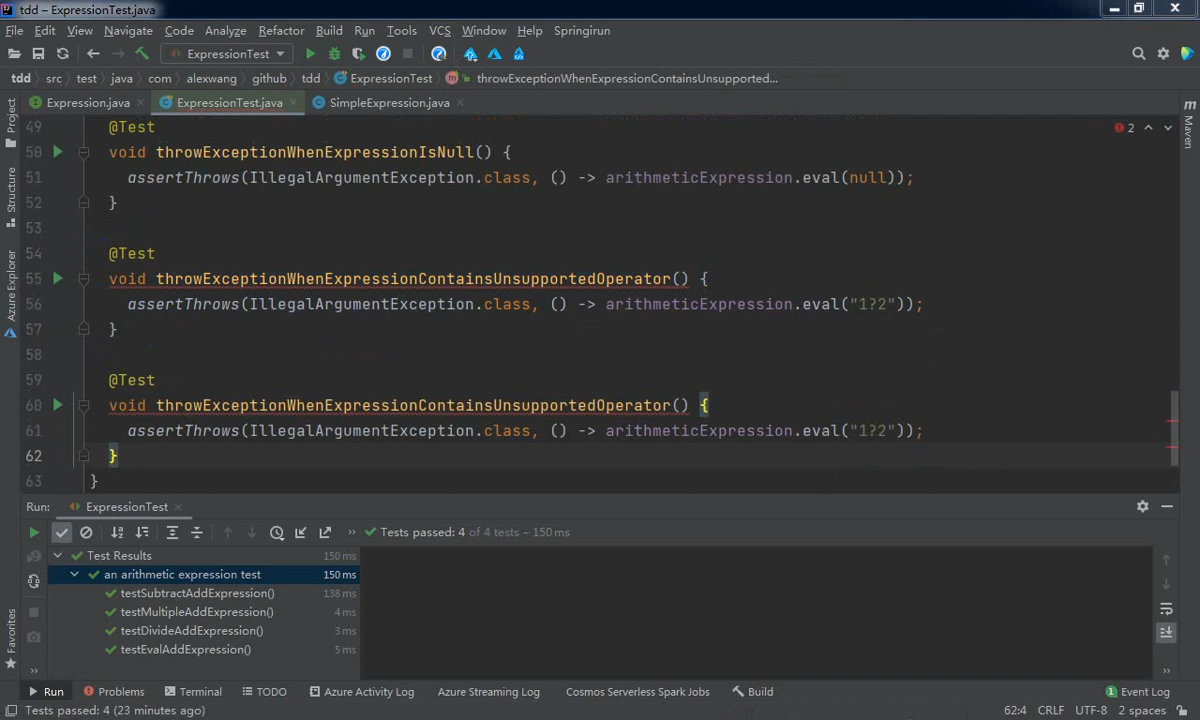 tdd – ExpressionTest.java
File Edit View Navigate Code Analyze Refactor Build Run Tools VCS Window Help Springirun
ExpressionTest
tdd src test java com alexwang github tdd ExpressionTest throwExceptionWhenExpressionContainsUnsupported...
Expression.java ExpressionTest.java SimpleExpression.java
Project
Structure
Azure Explorer
Favorites
Maven
2
49 @Test
50 void throwExceptionWhenExpressionIsNull() {
51 assertThrows(IllegalArgumentException.class, () -> arithmeticExpression.eval(null));
52 }
53
54 @Test
55 void throwExceptionWhenExpressionContainsUnsupportedOperator() {
56 assertThrows(IllegalArgumentException.class, () -> arithmeticExpression.eval("1?2"));
57 }
58
59 @Test
60 void throwExceptionWhenExpressionContainsUnsupportedOperator() {
61 assertThrows(IllegalArgumentException.class, () -> arithmeticExpression.eval("1?2"));
62 }
63 }
Run: ExpressionTest
Tests passed: 4 of 4 tests – 150 ms
Test Results 150 ms
an arithmetic expression test 150 ms
testSubtractAddExpression() 138 ms
testMultipleAddExpression() 4 ms
testDivideAddExpression() 3 ms
testEvalAddExpression() 5 ms
Run Problems Terminal TODO Azure Activity Log Azure Streaming Log Cosmos Serverless Spark Jobs Build 1 Event Log
Tests passed: 4 (23 minutes ago) 62:4 CRLF UTF-8 2 spaces